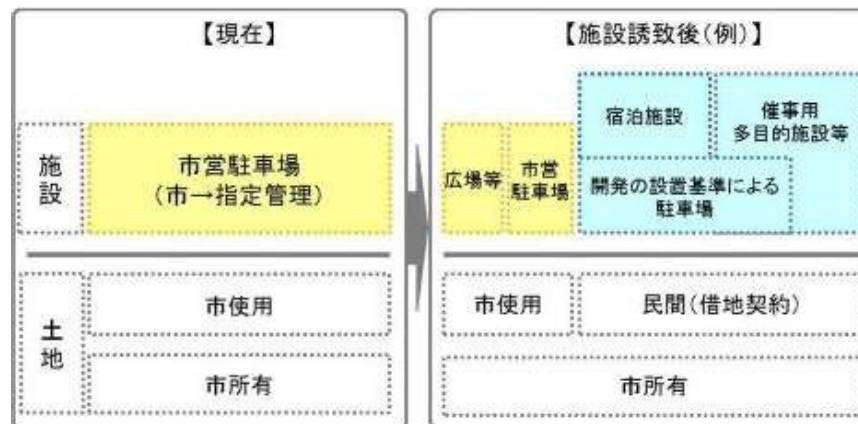 【現在】
施
設
市営駐車場
(市→指定管理)
土
地
市使用
市所有
【施設誘致後(例)】
広場等
市営
駐車場
宿泊施設
催事用
多目的施設等
開発の設置基準による
駐車場
市使用
民間(借地契約)
市所有